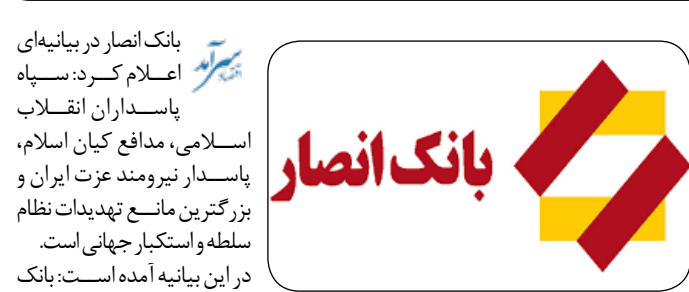 بانک انصار در بیانیه‌ای
اعلام کرد: سپاه
پاسداران انقلاب
اسلامی، مدافع کیان اسلام،
پاسدار نیرومند عزت ایران و
بزرگترین مانع تهدیدات نظام
سلطه و استکبار جهانی است.
در این بیانیه آمده است: بانک
سرآمد
بانک انصار